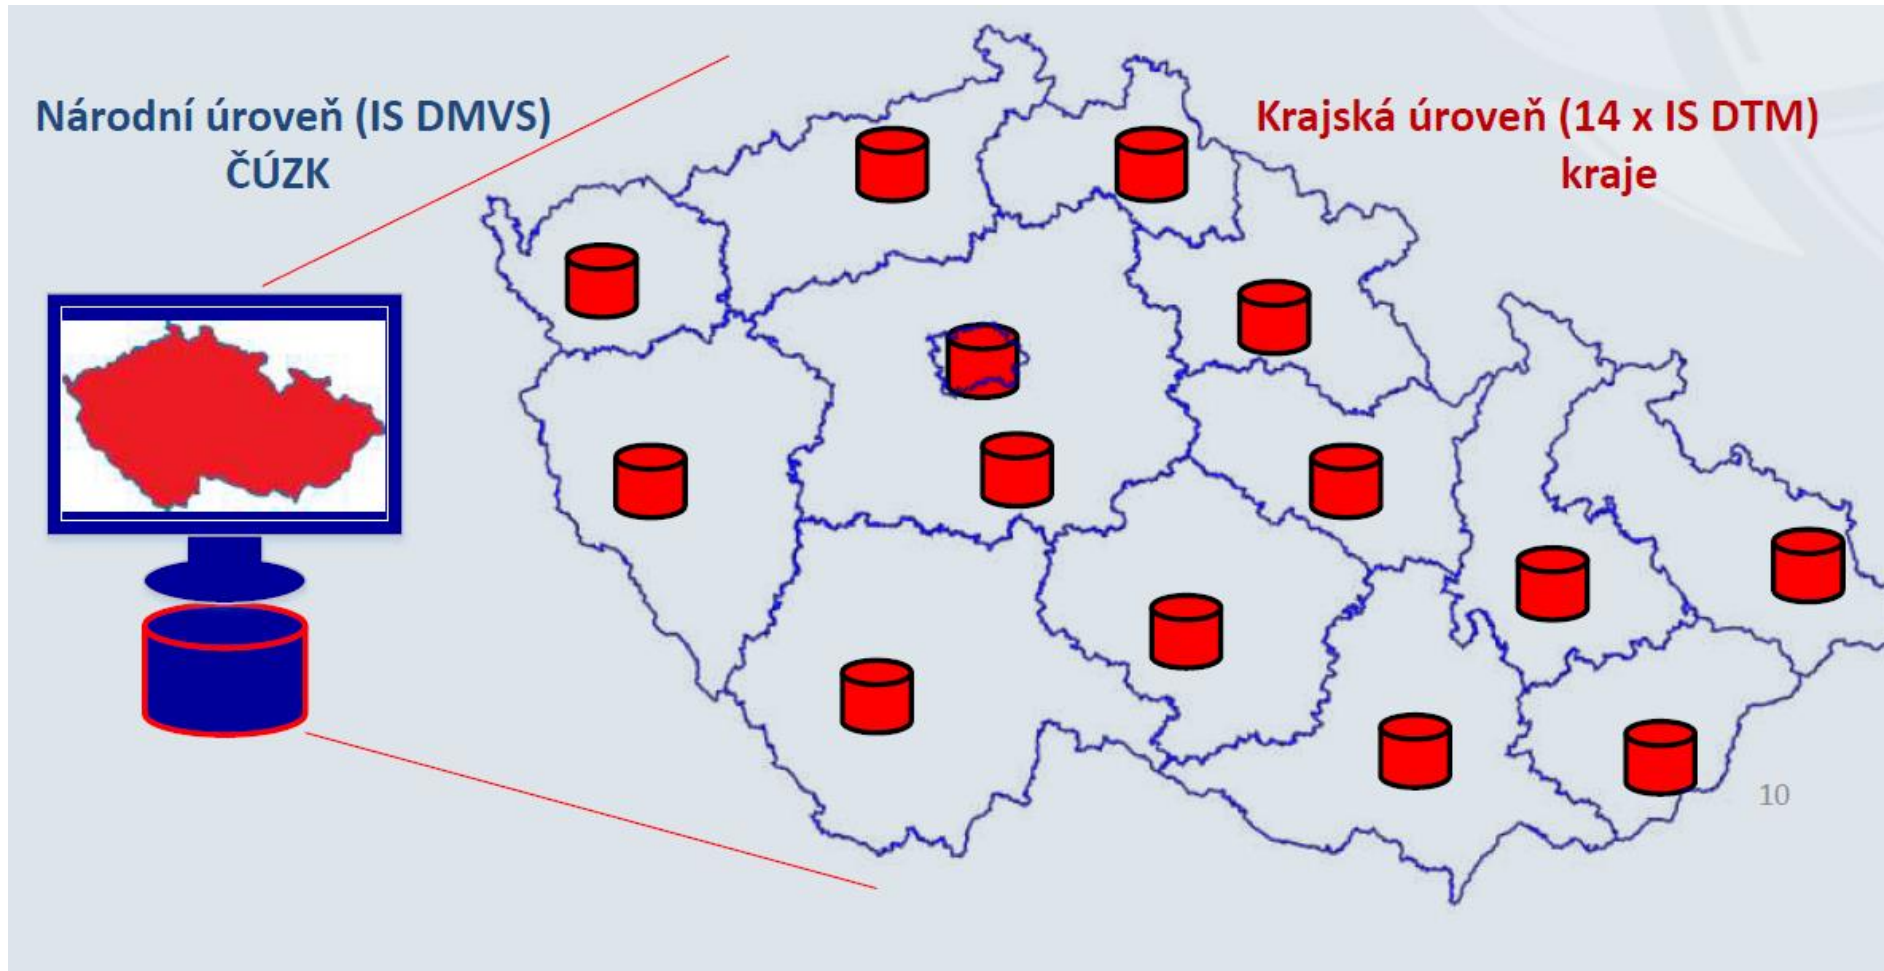 Národní úroveň (IS DMVS)
ČÚZK
Krajská úroveň (14 x IS DTM)
kraje
10